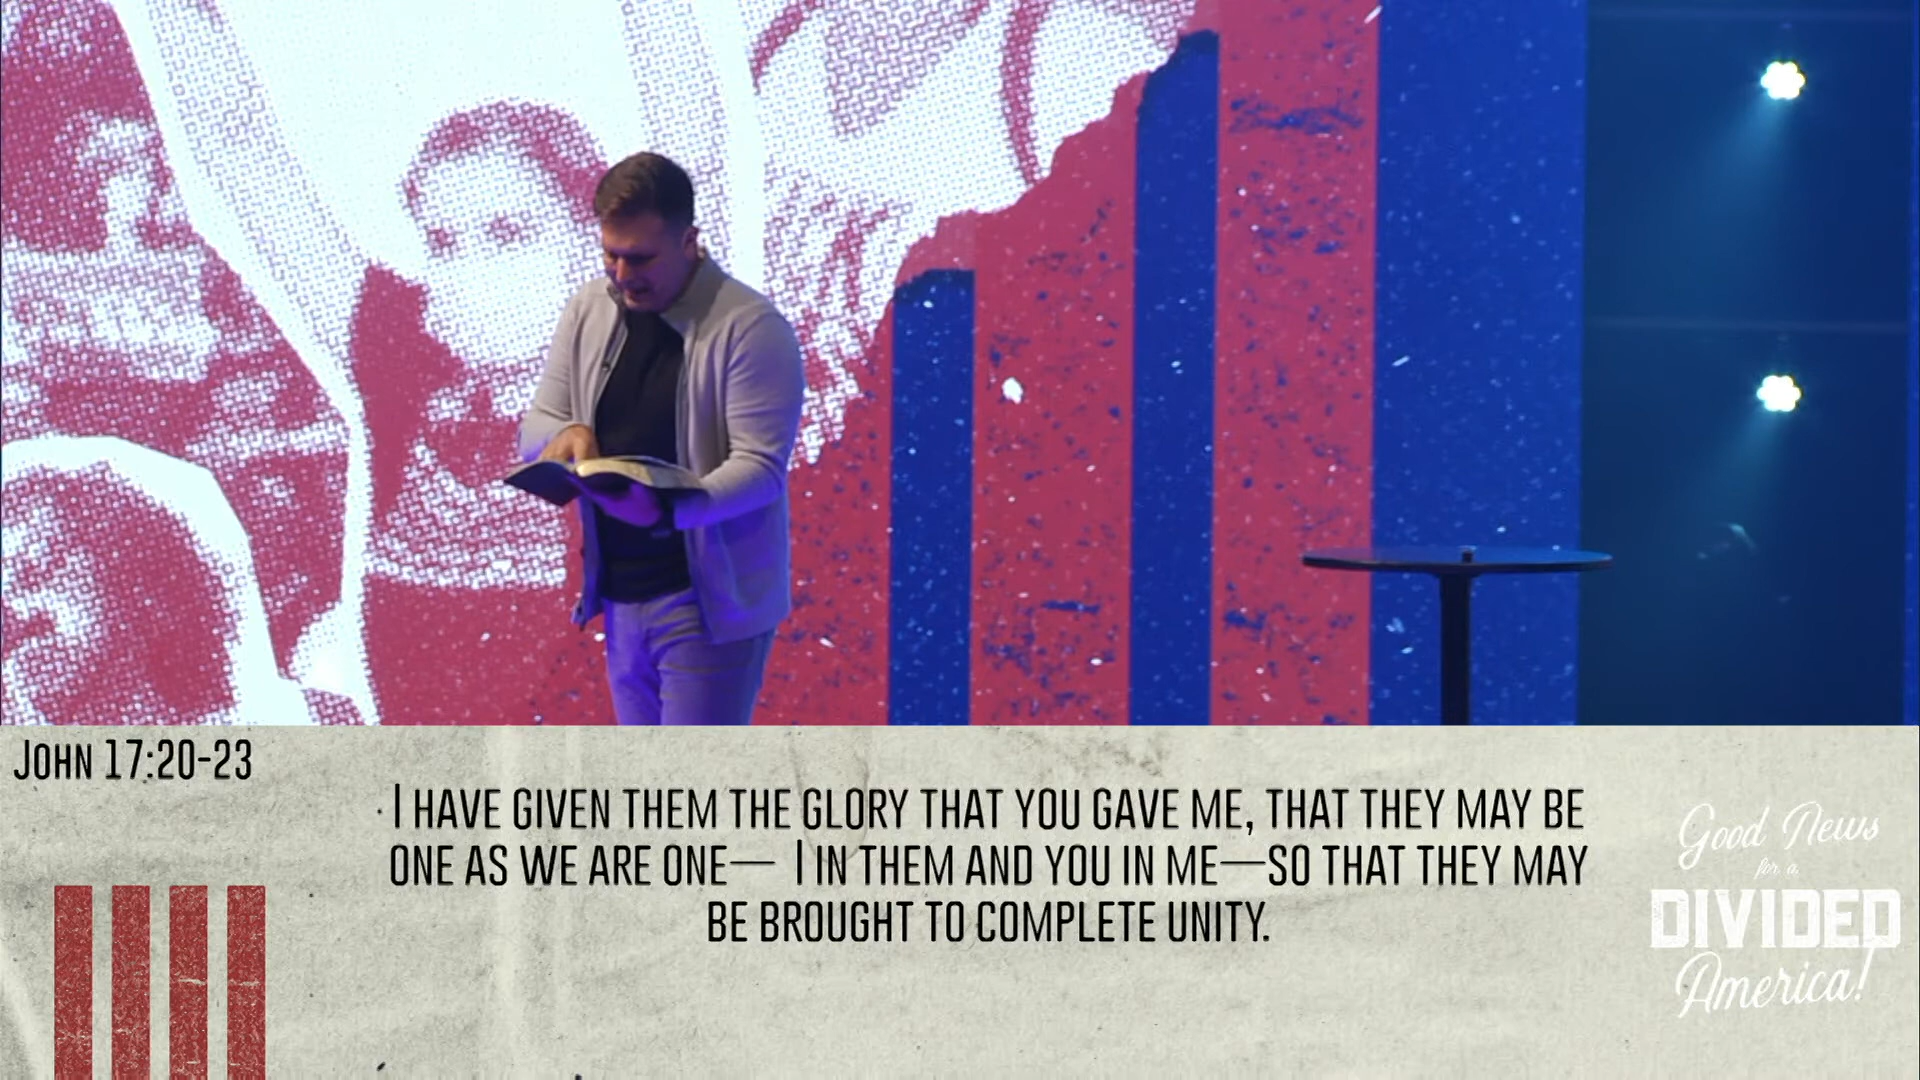 John 17:20-23
I have given them the glory that you gave me, that they may be
one as we are one— I in them and you in me—so that they may
be brought to complete unity.
Good News
for a
DIVIDED
America!